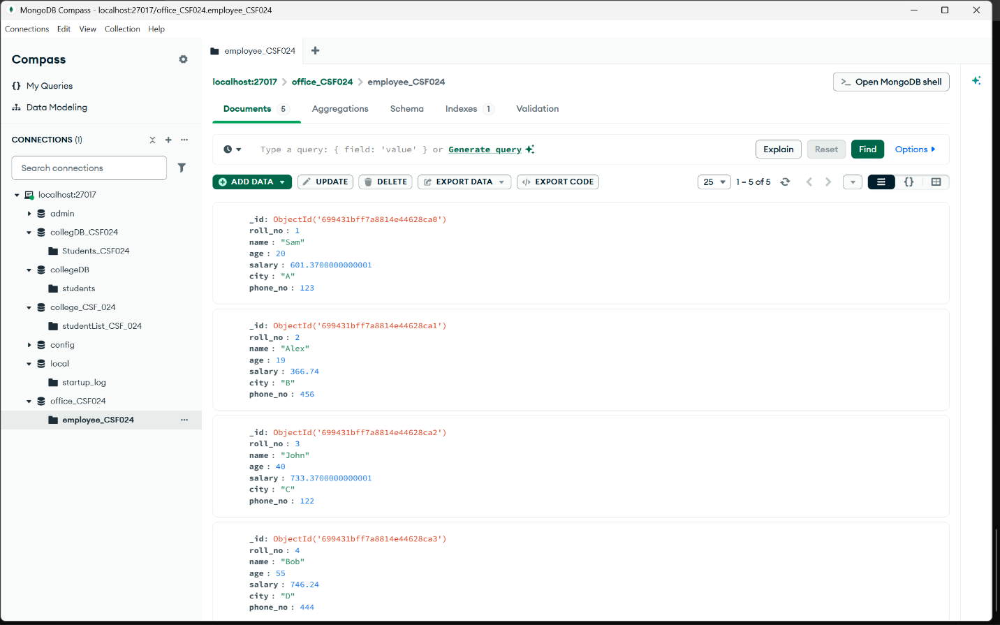 MongoDB Compass - localhost:27017/office_CSF024.employee_CSF024
Connections Edit View Collection Help
Compass
My Queries
Data Modeling
CONNECTIONS (1)
Search connections
localhost:27017
admin
collegDB_CSF024
Students_CSF024
collegeDB
students
college_CSF_024
studentList_CSF_024
config
local
startup_log
office_CSF024
employee_CSF024
employee_CSF024
localhost:27017 > office_CSF024 > employee_CSF024
>_ Open MongoDB shell
Documents 5 Aggregations Schema Indexes 1 Validation
Type a query: { field: 'value' } or Generate query
Explain Reset Find Options
ADD DATA UPDATE DELETE EXPORT DATA </> EXPORT CODE
25 1 – 5 of 5 {}
_id: ObjectId('699431bff7a8814e44628ca0')
roll_no : 1
name : "Sam"
age : 20
salary : 601.3700000000001
city : "A"
phone_no : 123
_id: ObjectId('699431bff7a8814e44628ca1')
roll_no : 2
name : "Alex"
age : 19
salary : 366.74
city : "B"
phone_no : 456
_id: ObjectId('699431bff7a8814e44628ca2')
roll_no : 3
name : "John"
age : 40
salary : 733.3700000000001
city : "C"
phone_no : 122
_id: ObjectId('699431bff7a8814e44628ca3')
roll_no : 4
name : "Bob"
age : 55
salary : 746.24
city : "D"
phone_no : 444